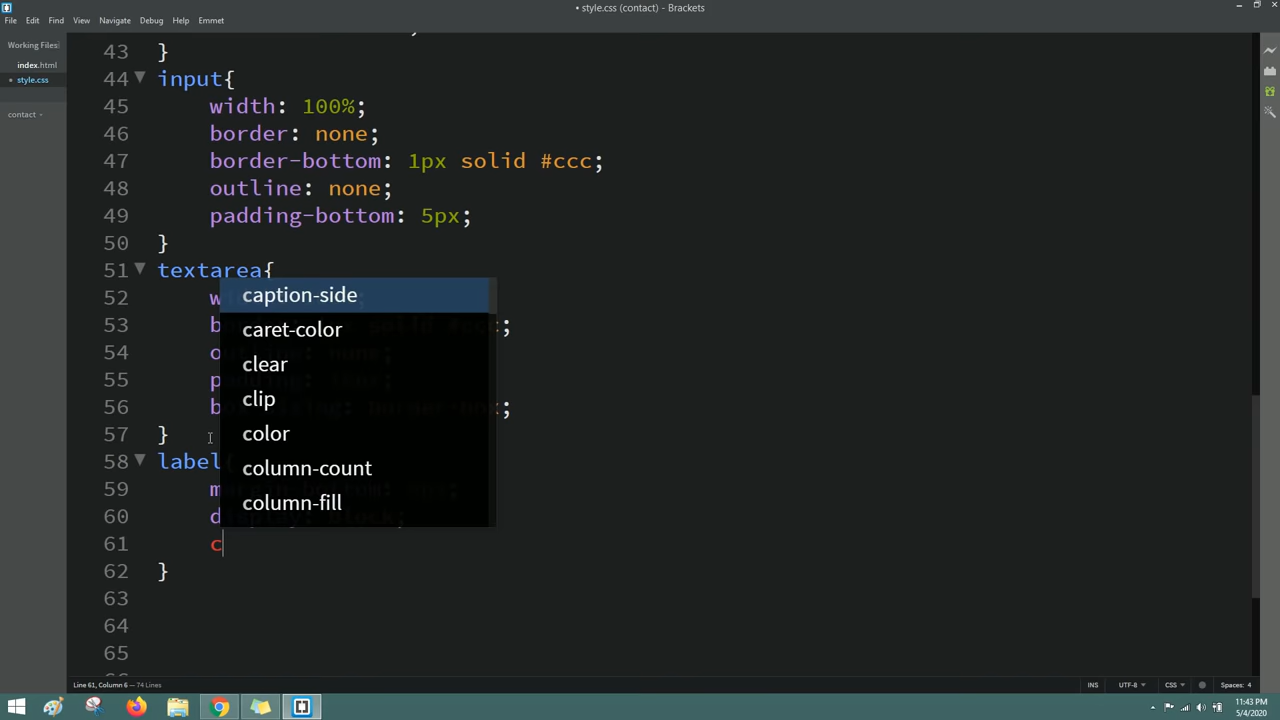 • style.css (contact) - Brackets
File Edit Find View Navigate Debug Help Emmet
Working Files
index.html
• style.css
contact
43 }
44 input{
45 width: 100%;
46 border: none;
47 border-bottom: 1px solid #ccc;
48 outline: none;
49 padding-bottom: 5px;
50 }
51 textarea{
52
53
54
55
56
57 }
58 label{
59
60
61 c
62 }
63
64
65
caption-side
caret-color
clear
clip
color
column-count
column-fill
Line 61, Column 6 — 74 Lines
INS UTF-8 CSS Spaces: 4
11:43 PM
5/4/2020